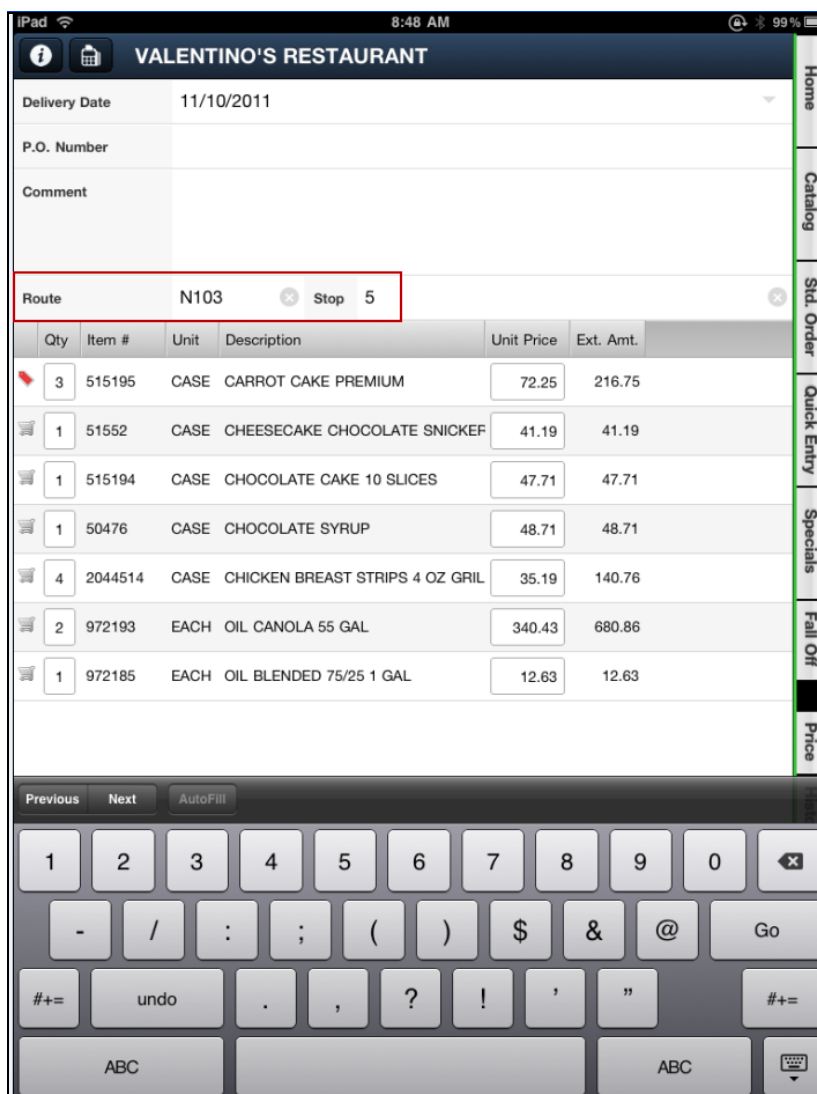 iPad 8:48 AM 99%
VALENTINO'S RESTAURANT
Delivery Date 11/10/2011
P.O. Number
Comment
Route N103 Stop 5
Qty Item # Unit Description Unit Price Ext. Amt.
3 515195 CASE CARROT CAKE PREMIUM 72.25 216.75
1 51552 CASE CHEESECAKE CHOCOLATE SNICKER 41.19 41.19
1 515194 CASE CHOCOLATE CAKE 10 SLICES 47.71 47.71
1 50476 CASE CHOCOLATE SYRUP 48.71 48.71
4 2044514 CASE CHICKEN BREAST STRIPS 4 OZ GRIL 35.19 140.76
2 972193 EACH OIL CANOLA 55 GAL 340.43 680.86
1 972185 EACH OIL BLENDED 75/25 1 GAL 12.63 12.63
Home
Catalog
Std. Order
Quick Entry
Specials
Fall Off
Price
Previous Next AutoFill
1 2 3 4 5 6 7 8 9 0
- / : ; ( ) $ & @ Go
#+= undo . , ? ! ' " #+=
ABC ABC